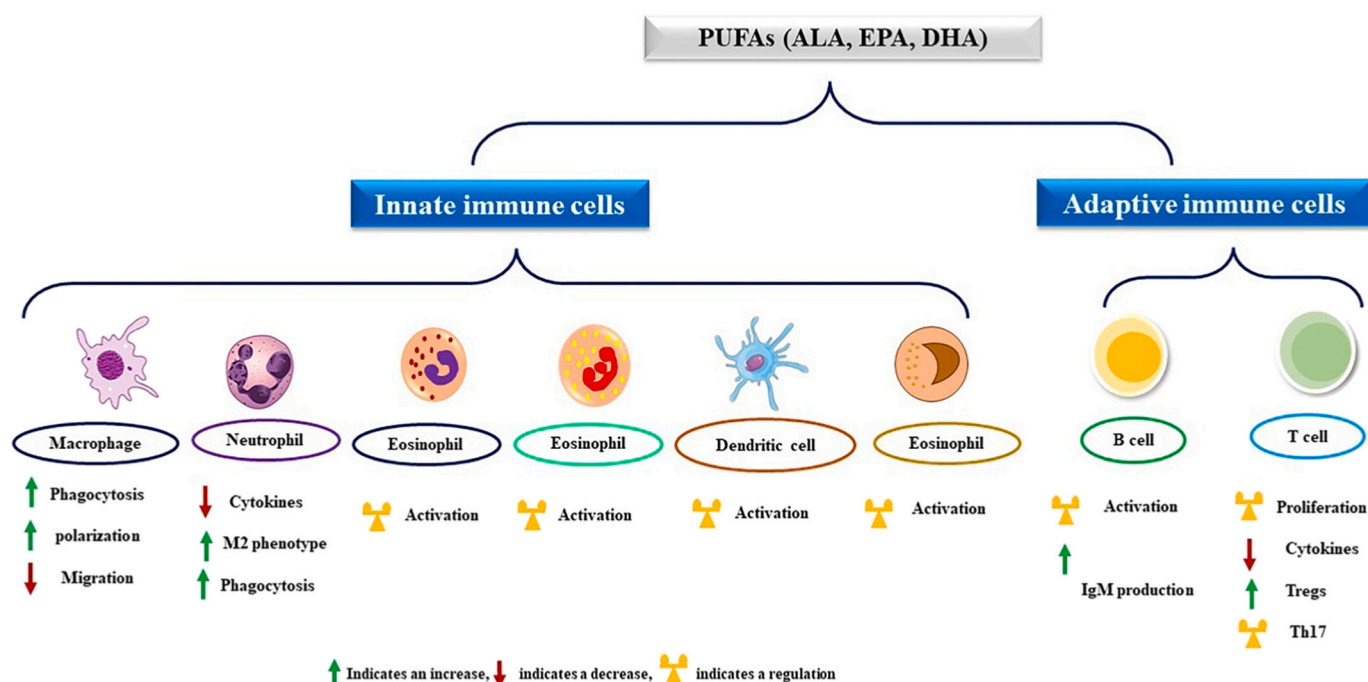 PUFAs (ALA, EPA, DHA)
Innate immune cells
Adaptive immune cells
Macrophage
Neutrophil
Eosinophil
Eosinophil
Dendritic cell
Eosinophil
B cell
T cell
Phagocytosis
polarization
Migration
Cytokines
M2 phenotype
Phagocytosis
Activation
Activation
Activation
Activation
Activation
IgM production
Proliferation
Cytokines
Tregs
Th17
Indicates an increase, indicates a decrease, indicates a regulation